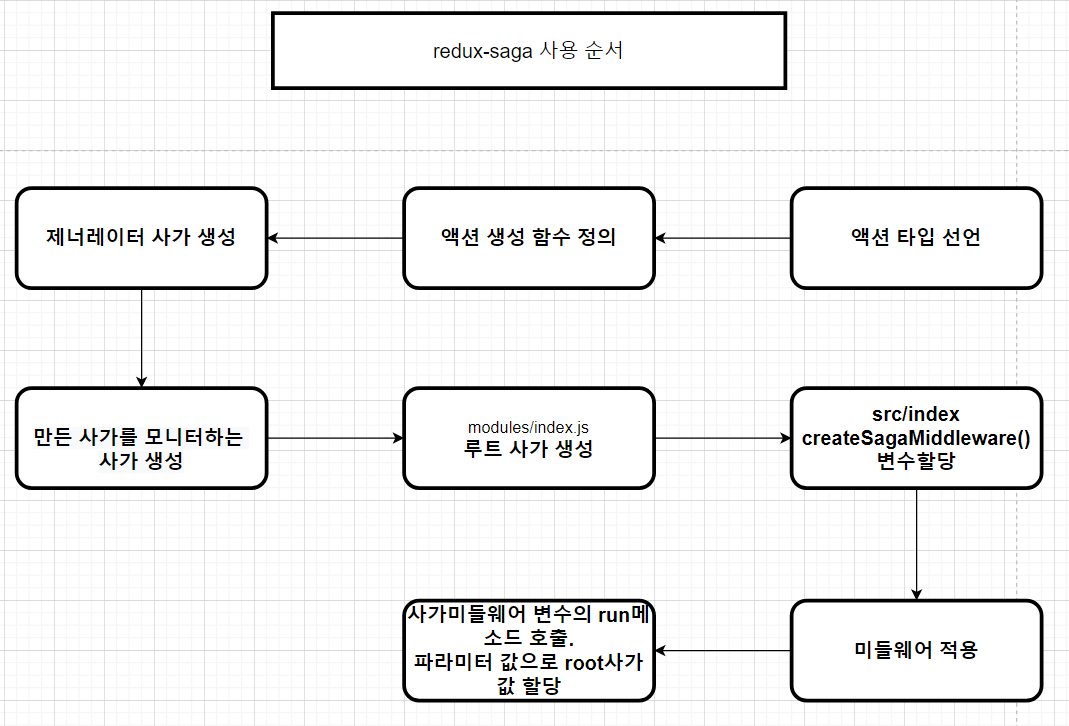 redux-saga 사용 순서
액션 타입 선언
액션 생성 함수 정의
제너레이터 사가 생성
만든 사가를 모니터하는
사가 생성
modules/index.js
루트 사가 생성
src/index
createSagaMiddleware()
변수할당
미들웨어 적용
사가미들웨어 변수의 run메
소드 호출.
파라미터 값으로 root사가
값 할당